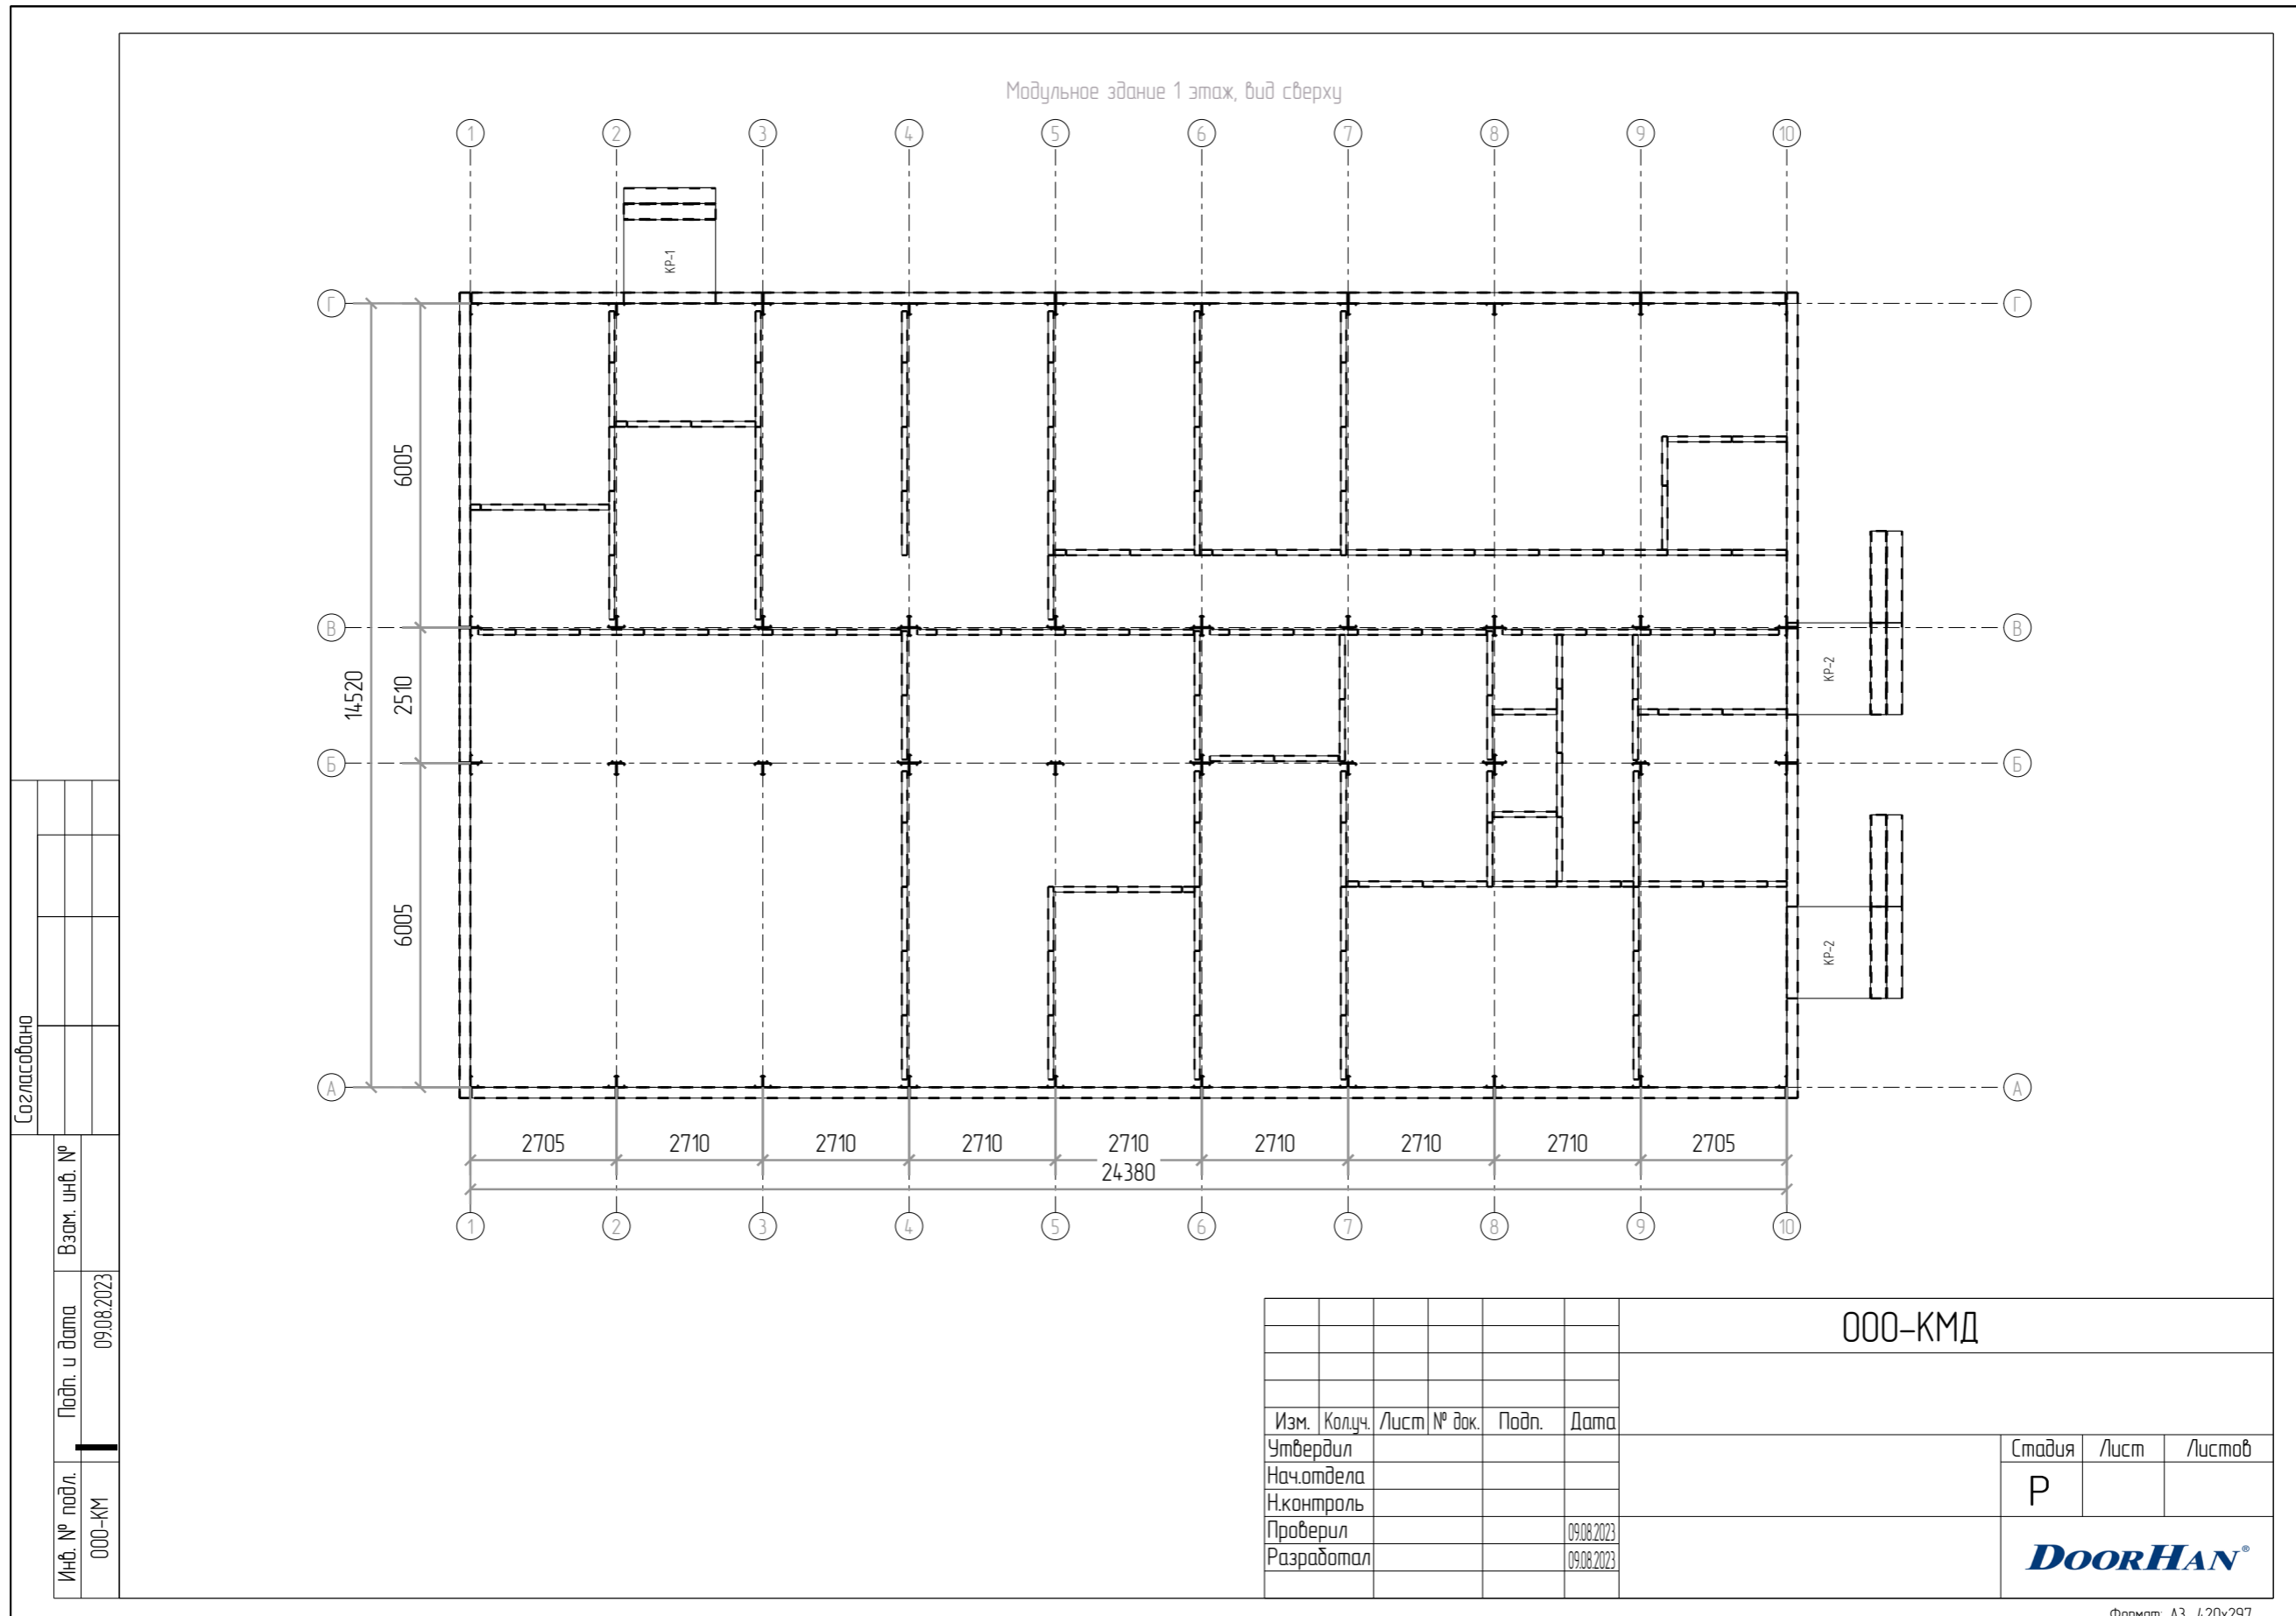 Модульное здание 1 этаж, вид сверху
1 2 3 4 5 6 7 8 9 10
КР-1
Г Г
6005
В В
КР-2
14520
2510
Б Б
6005
КР-2
А А
2705 2710 2710 2710 2710 2710 2710 2710 2705
24380
1 2 3 4 5 6 7 8 9 10
Согласовано
Взам. инв. №
Подп. и дата
09.08.2023
Инв. № подл.
000-КМ
000-КМД
Изм. Кол.уч. Лист № док. Подп. Дата
Утвердил
Стадия Лист Листов
Нач.отдела
Р
Н.контроль
Проверил 09.08.2023
Разработал 09.08.2023
DOORHAN®
Формат: А3 420x297